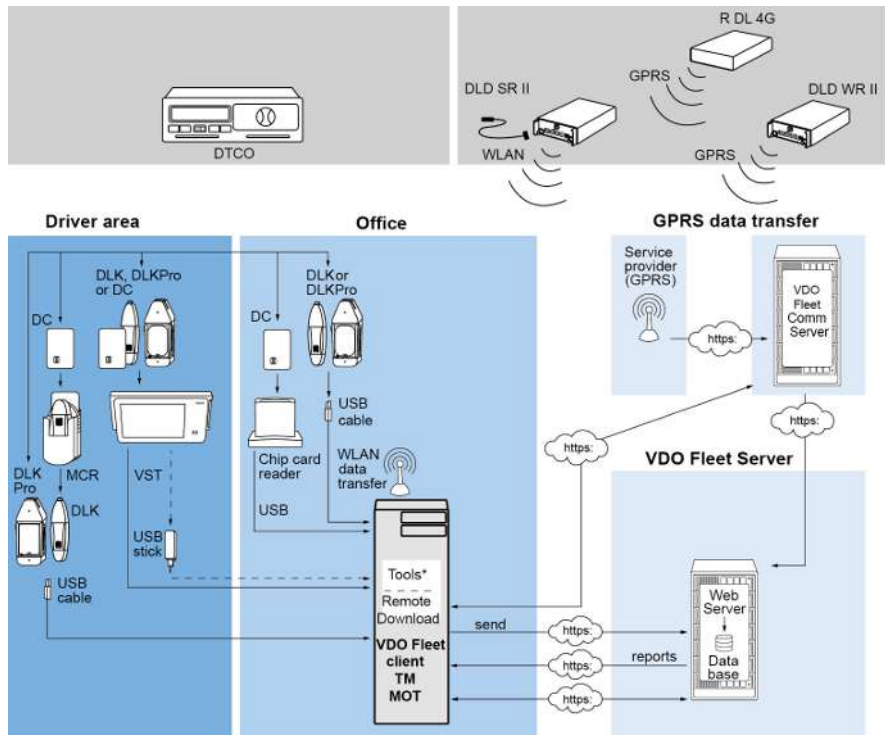 R DL 4G
GPRS
DLD SR II
DLD WR II
WLAN
GPRS
DTCO
Driver area
Office
GPRS data transfer
DLK, DLKPro
or DC
DC
DLK or
DLKPro
DC
Service
provider
(GPRS)
VDO
Fleet
Comm
Server
https:
USB
cable
Chip card
reader
WLAN
data
transfer
https:
https:
VDO Fleet Server
DLK
Pro
MCR
VST
USB
DLK
USB
stick
USB
cable
Tools*
Remote
Download
VDO Fleet
client
TM
MOT
send
https:
reports
https:
https:
Web
Server
Data
base